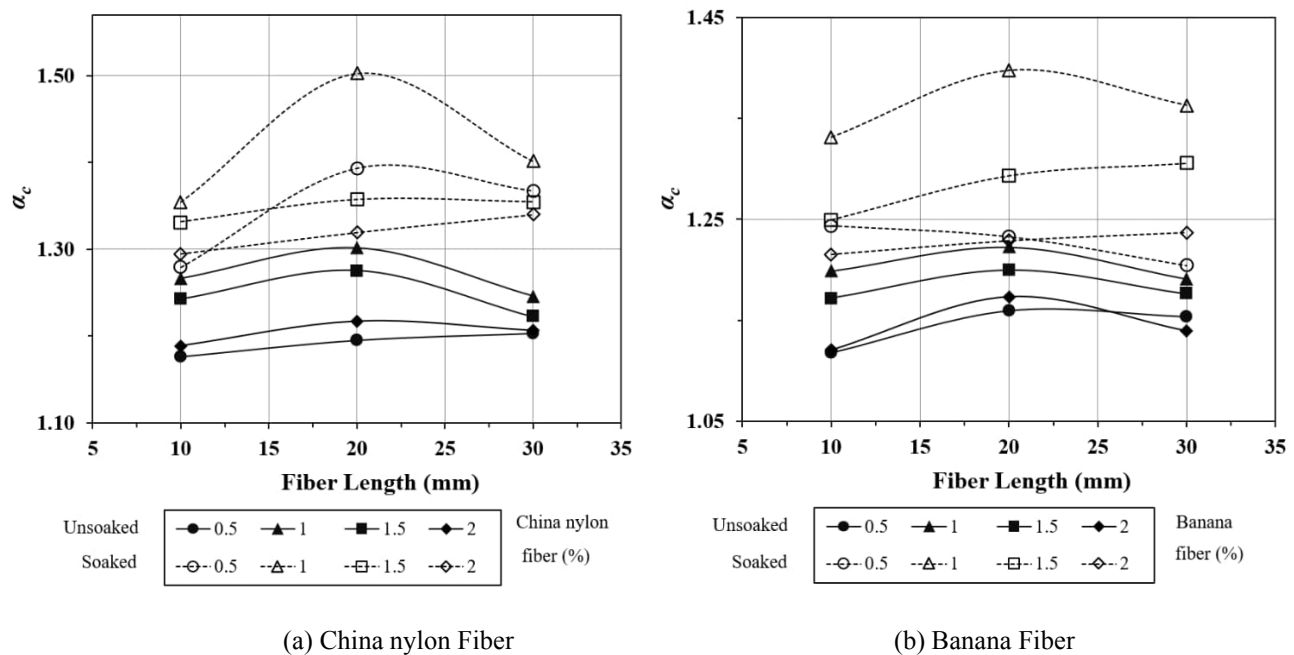 1.50
1.30
1.10
αc
5 10 15 20 25 30 35
Fiber Length (mm)
Unsoaked 0.5 1 1.5 2 China nylon
Soaked 0.5 1 1.5 2 fiber (%)
(a) China nylon Fiber
1.45
1.25
1.05
αc
5 10 15 20 25 30 35
Fiber Length (mm)
Unsoaked 0.5 1 1.5 2 Banana
Soaked 0.5 1 1.5 2 fiber (%)
(b) Banana Fiber